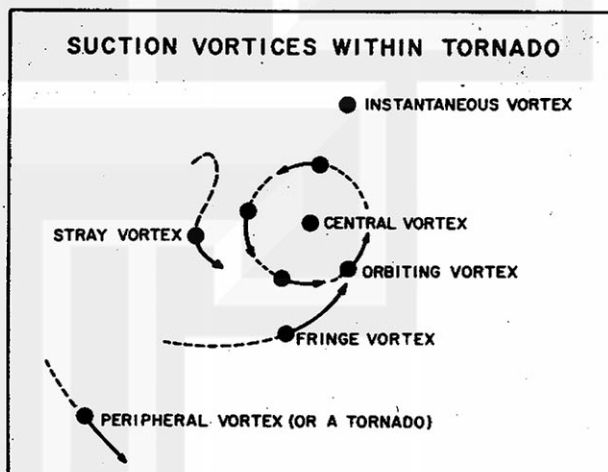 SUCTION VORTICES WITHIN TORNADO
INSTANTANEOUS VORTEX
STRAY VORTEX
CENTRAL VORTEX
ORBITING VORTEX
FRINGE VORTEX
PERIPHERAL VORTEX (OR A TORNADO)